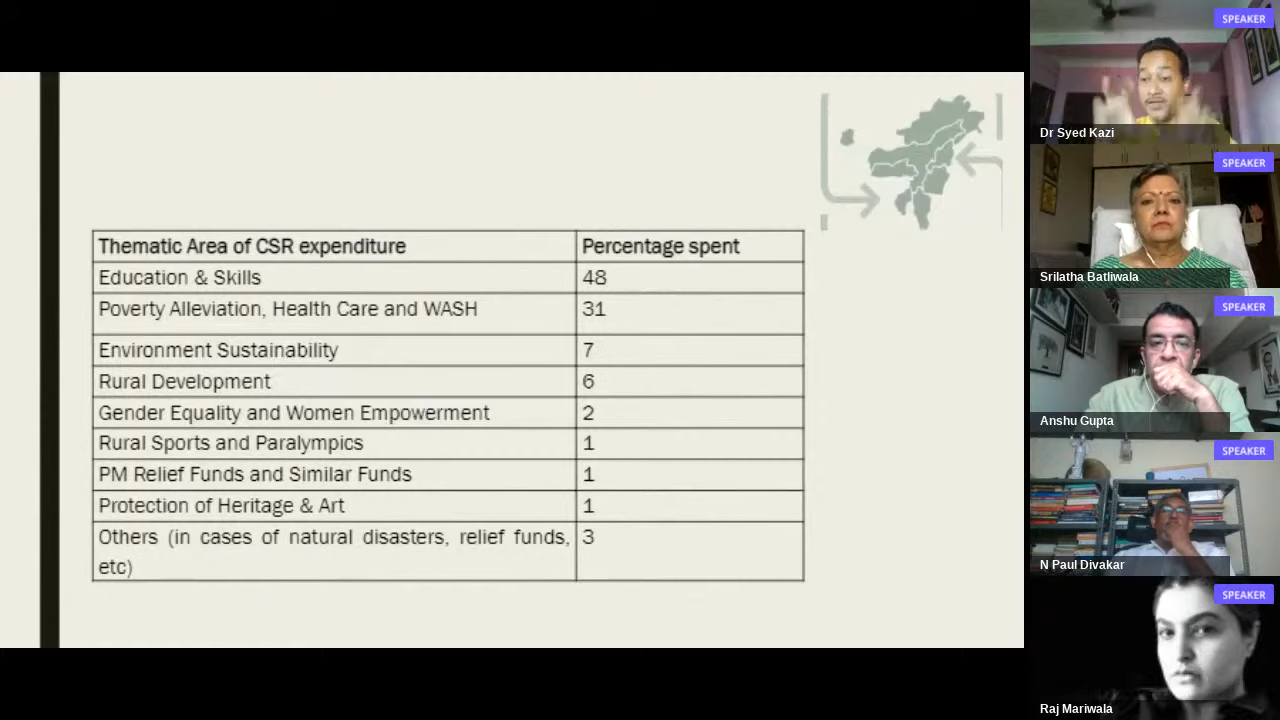 Thematic Area of CSR expenditure Percentage spent
Education & Skills 48
Poverty Alleviation, Health Care and WASH 31
Environment Sustainability 7
Rural Development 6
Gender Equality and Women Empowerment 2
Rural Sports and Paralympics 1
PM Relief Funds and Similar Funds 1
Protection of Heritage & Art 1
Others (in cases of natural disasters, relief funds, 3
etc)
SPEAKER
Dr Syed Kazi
SPEAKER
Srilatha Batliwala
SPEAKER
Anshu Gupta
SPEAKER
N Paul Divakar
SPEAKER
Raj Mariwala